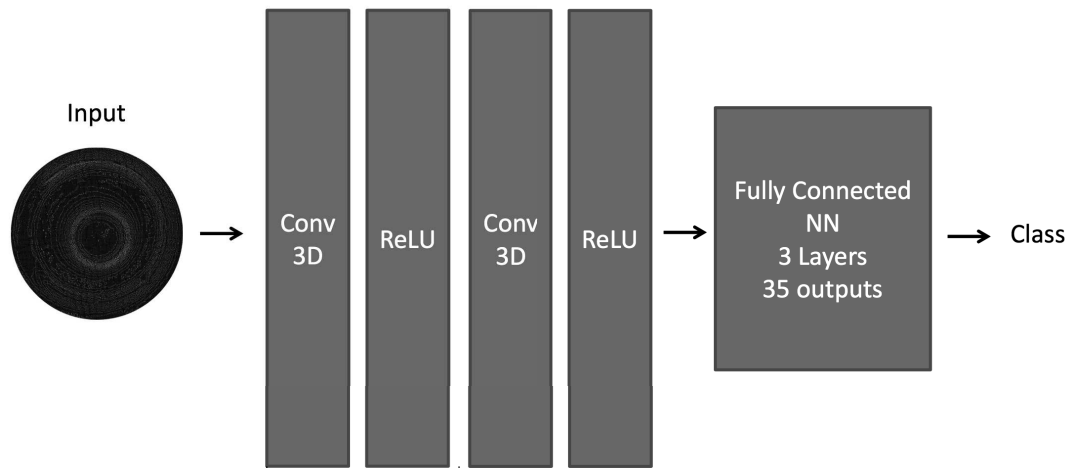 Input
Conv
3D
ReLU
Conv
3D
ReLU
Fully Connected
NN
3 Layers
35 outputs
Class